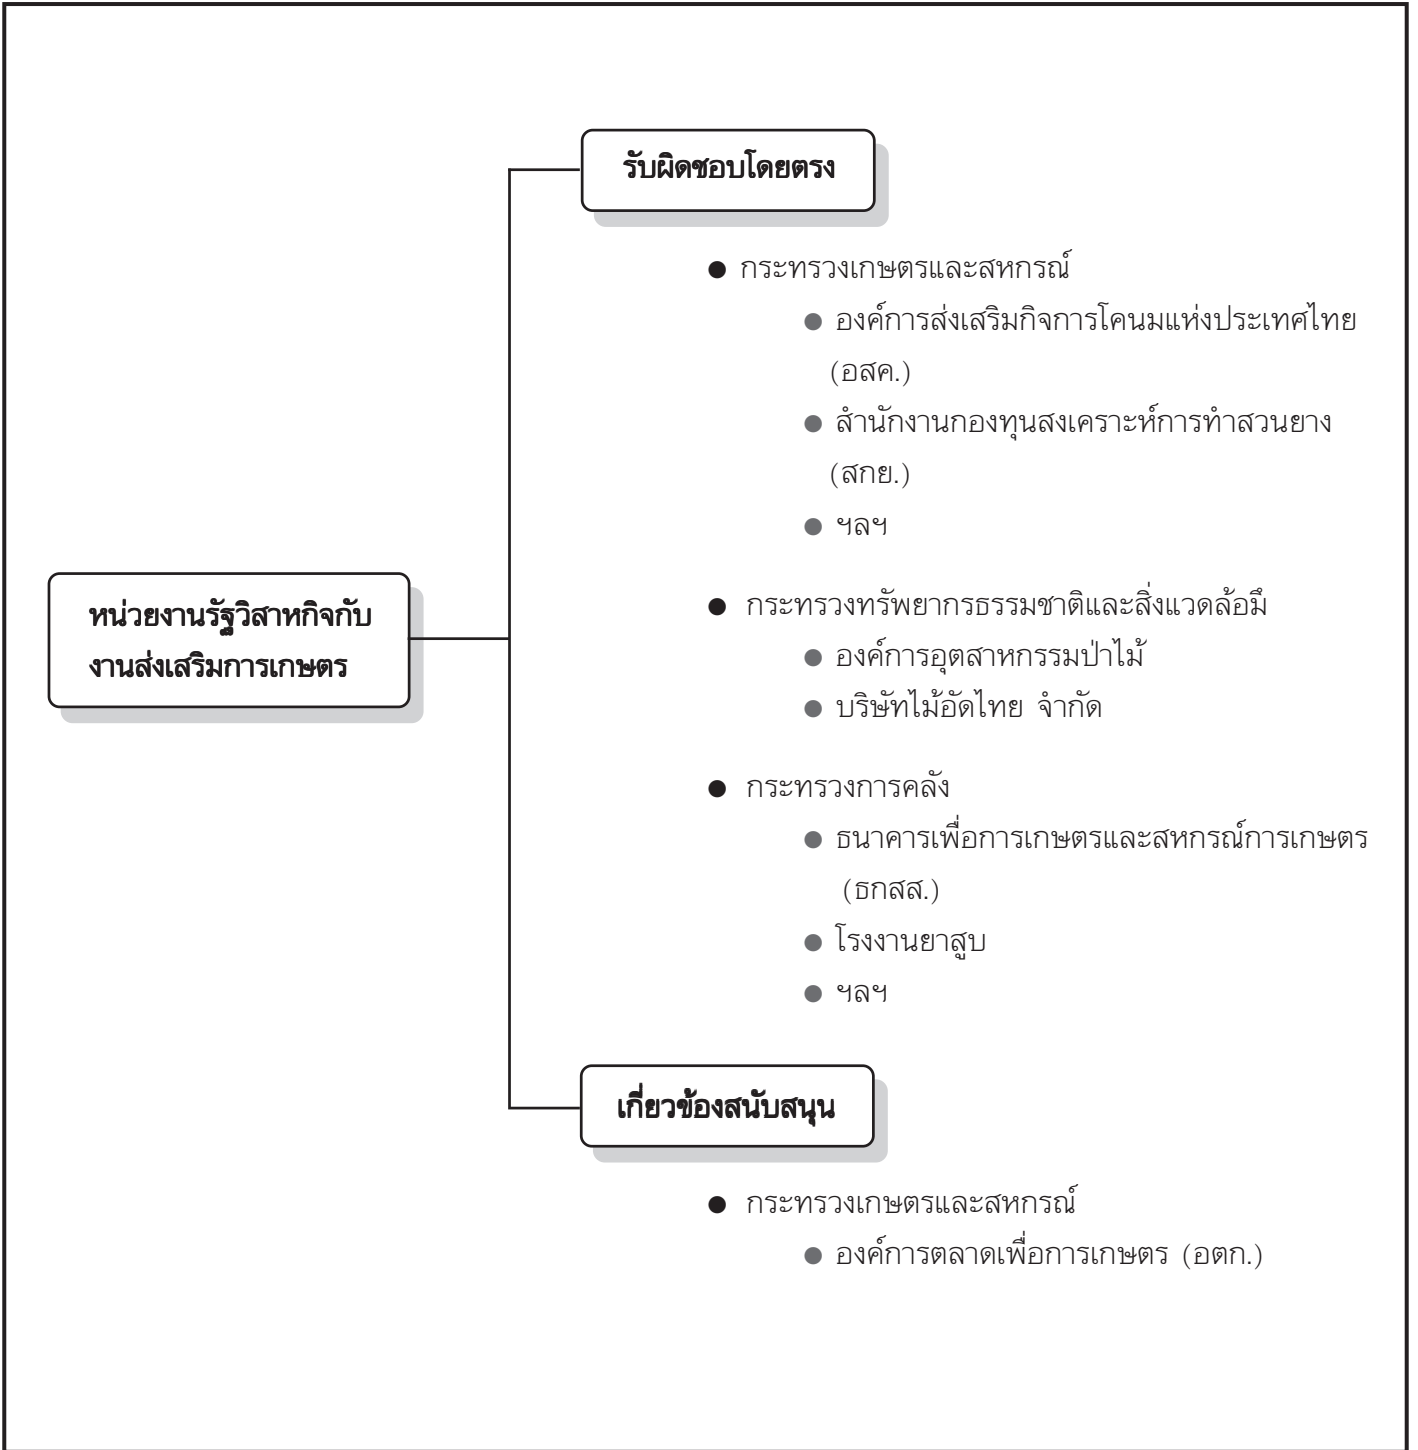 รับผิดชอบโดยตรง
● กระทรวงเกษตรและสหกรณ์
● องค์การส่งเสริมกิจการโคนมแห่งประเทศไทย
(อสค.)
● สำนักงานกองทุนสงเคราะห์การทำสวนยาง
(สกย.)
● ฯลฯ
หน่วยงานรัฐวิสาหกิจกับ
งานส่งเสริมการเกษตร
● กระทรวงทรัพยากรธรรมชาติและสิ่งแวดล้อมึ
● องค์การอุตสาหกรรมป่าไม้
● บริษัทไม้อัดไทย จำกัด
● กระทรวงการคลัง
● ธนาคารเพื่อการเกษตรและสหกรณ์การเกษตร
(ธกสส.)
● โรงงานยาสูบ
● ฯลฯ
เกี่ยวข้องสนับสนุน
● กระทรวงเกษตรและสหกรณ์
● องค์การตลาดเพื่อการเกษตร (อตก.)